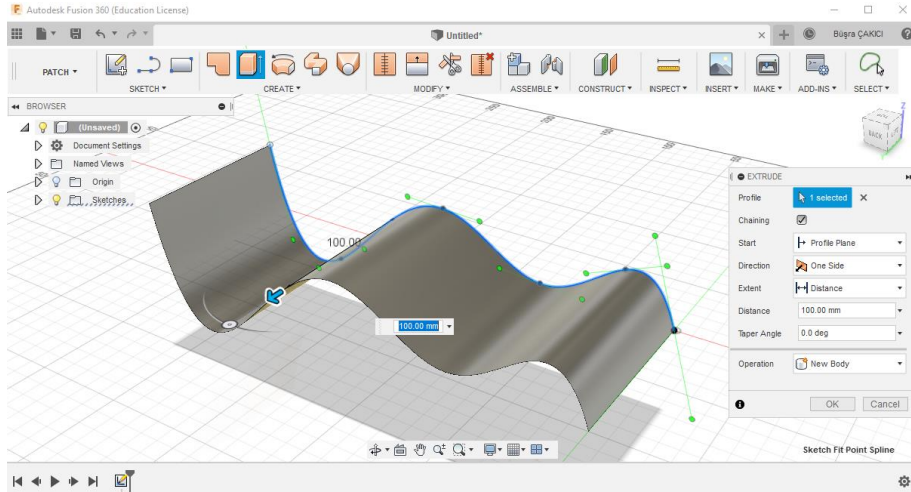 Autodesk Fusion 360 (Education License)
Untitled*
Büşra ÇAKICI
PATCH
SKETCH
CREATE
MODIFY
ASSEMBLE
CONSTRUCT
INSPECT
INSERT
MAKE
ADD-INS
SELECT
BROWSER
(Unsaved)
Document Settings
Named Views
Origin
Sketches
BACK
Z
EXTRUDE
Profile 1 selected
Chaining
Start Profile Plane
Direction One Side
Extent Distance
Distance 100.00 mm
Taper Angle 0.0 deg
Operation New Body
OK Cancel
100.00
100.00 mm
Sketch Fit Point Spline